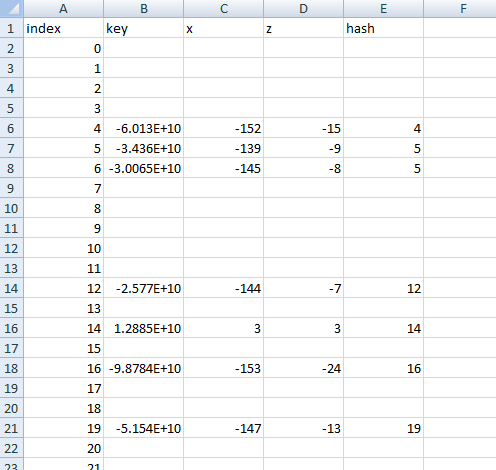 A B C D E F
1 index key x z hash
2 0
3 1
4 2
5 3
6 4 -6.013E+10 -152 -15 4
7 5 -3.436E+10 -139 -9 5
8 6 -3.0065E+10 -145 -8 5
9 7
10 8
11 9
12 10
13 11
14 12 -2.577E+10 -144 -7 12
15 13
16 14 1.2885E+10 3 3 14
17 15
18 16 -9.8784E+10 -153 -24 16
19 17
20 18
21 19 -5.154E+10 -147 -13 19
22 20
23 21